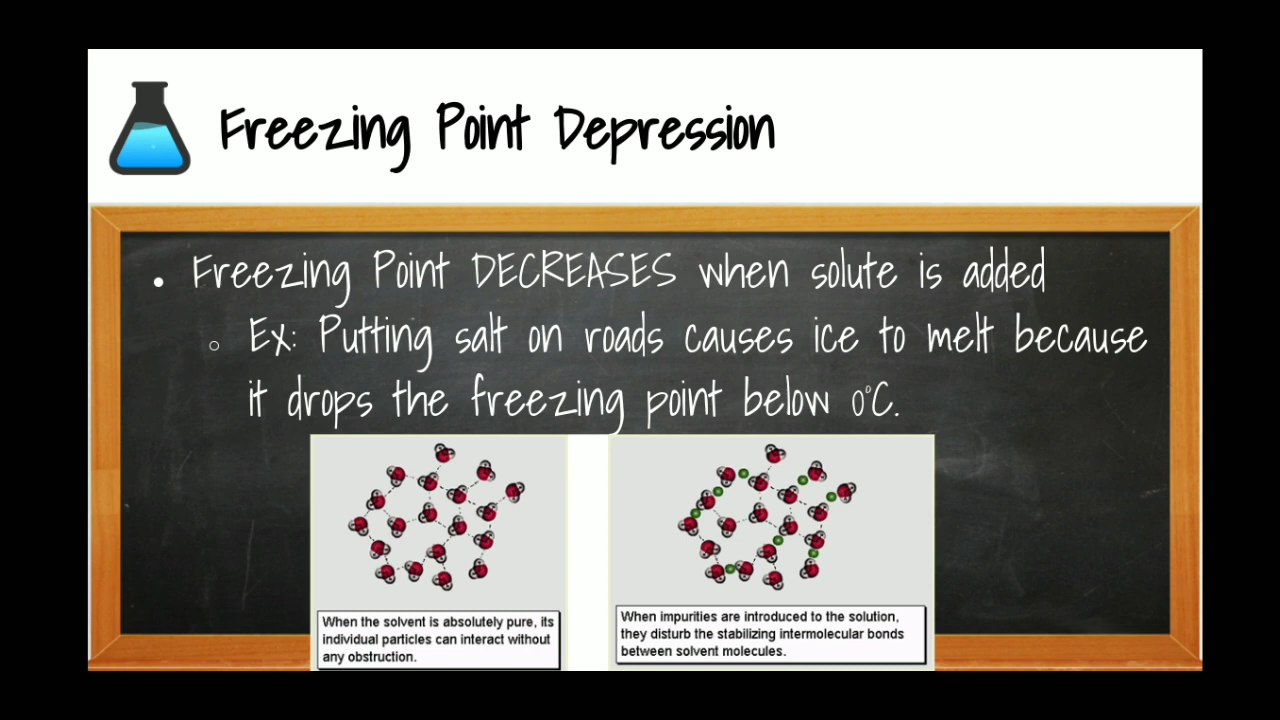 Freezing Point Depression
• Freezing Point DECREASES when solute is added
○ Ex: Putting salt on roads causes ice to melt because
it drops the freezing point below 0°C.
When the solvent is absolutely pure, its
individual particles can interact without
any obstruction.
When impurities are introduced to the solution,
they disturb the stabilizing intermolecular bonds
between solvent molecules.